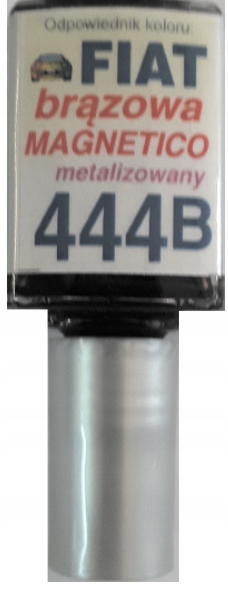 Odpowiednik koloru:
FIAT
brązowa
MAGNETICO
metalizowany
444B